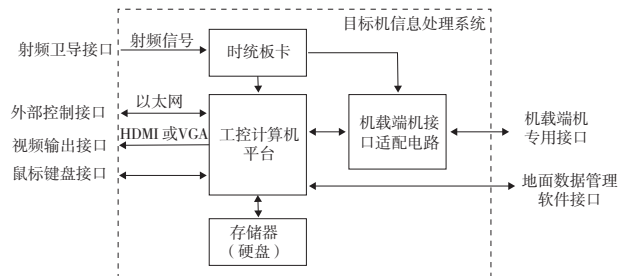 目标机信息处理系统
射频卫导接口
射频信号
时统板卡
外部控制接口
以太网
视频输出接口
HDMI 或VGA
鼠标键盘接口
工控计算机
平台
机载端机接
口适配电路
机载端机
专用接口
地面数据管理
软件接口
存储器
（硬盘）